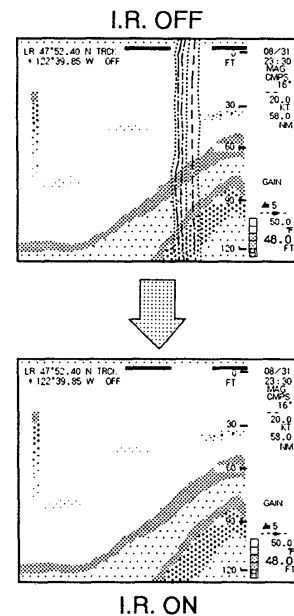 I.R. OFF
LR 47°52.40 N TRCK
+ 122°39.85 W OFF
0
FT
30
60
90
120
08/31
23:30
MAG
CMPS
16°
20.0
KT
58.0
NM
GAIN
5
50.0
°F
48.0
FT
LR 47°52.40 N TRCK
+ 122°39.85 W OFF
0
FT
30
60
90
120
08/31
23:30
MAG
CMPS
16°
20.0
KT
58.0
NM
GAIN
5
50.0
°F
48.0
FT
I.R. ON